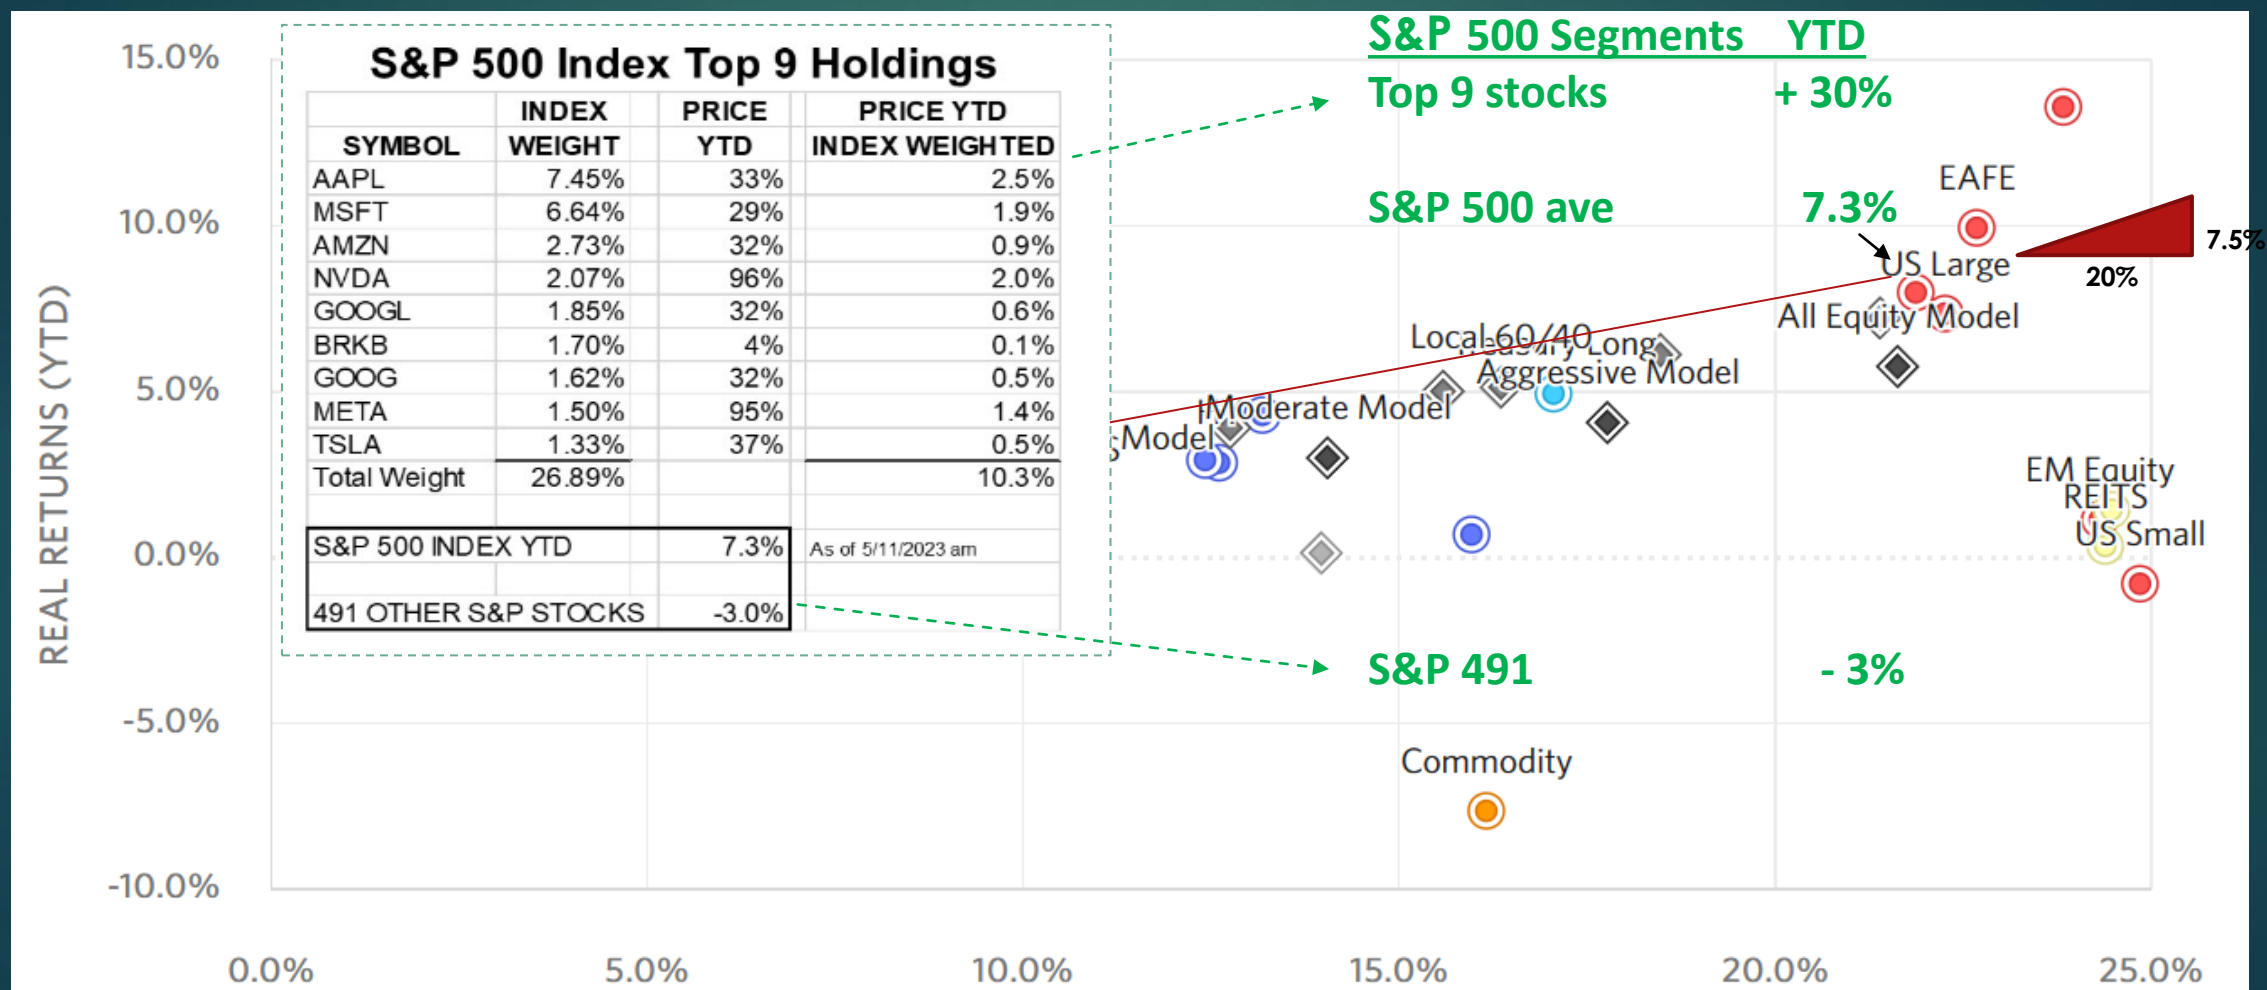 S&P 500 Index Top 9 Holdings
INDEX PRICE PRICE YTD
SYMBOL WEIGHT YTD INDEX WEIGHTED
AAPL 7.45% 33% 2.5%
MSFT 6.64% 29% 1.9%
AMZN 2.73% 32% 0.9%
NVDA 2.07% 96% 2.0%
GOOGL 1.85% 32% 0.6%
BRKB 1.70% 4% 0.1%
GOOG 1.62% 32% 0.5%
META 1.50% 95% 1.4%
TSLA 1.33% 37% 0.5%
Total Weight 26.89% 10.3%
S&P 500 INDEX YTD 7.3% As of 5/11/2023 am
491 OTHER S&P STOCKS -3.0%
S&P 500 Segments YTD
Top 9 stocks + 30%
S&P 500 ave 7.3%
S&P 491 - 3%
EAFE
US Large
7.5%
20%
All Equity Model
Local 60/40
Long
Aggressive Model
Moderate Model
Model
EM Equity
REITS
US Small
Commodity
REAL RETURNS (YTD)
15.0%
10.0%
5.0%
0.0%
-5.0%
-10.0%
0.0% 5.0% 10.0% 15.0% 20.0% 25.0%